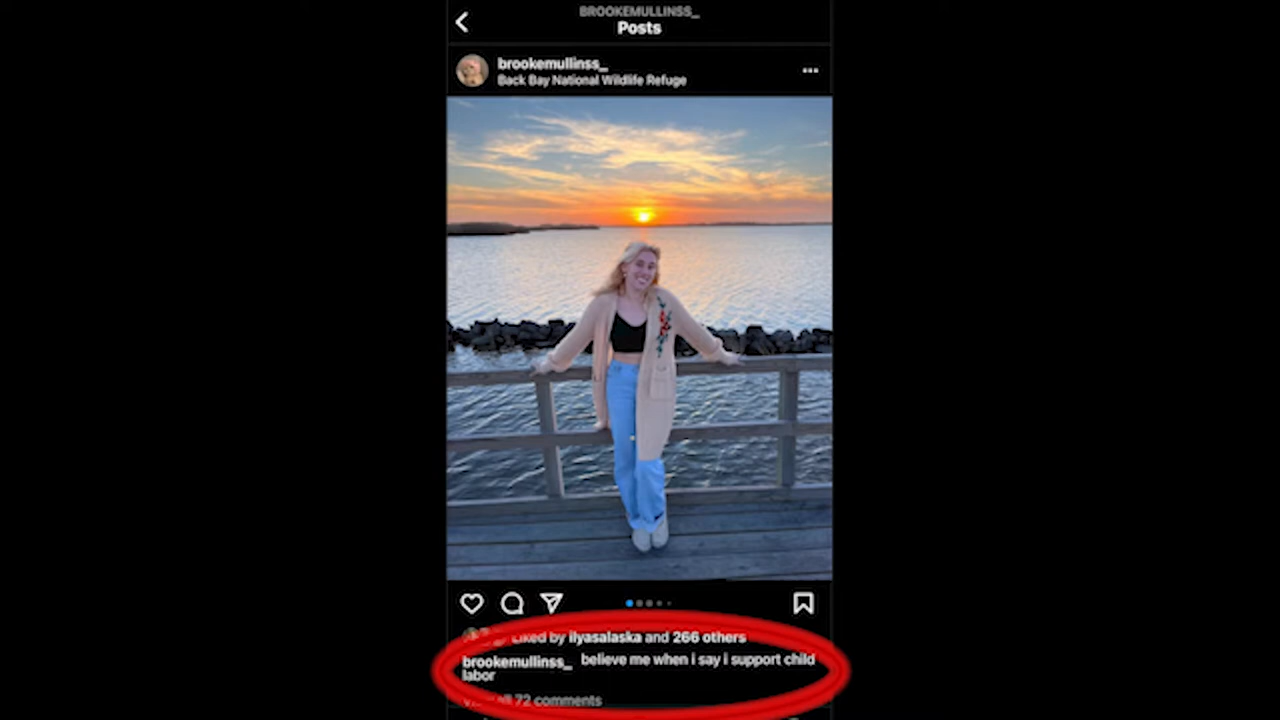 BROOKEMULLINSS_
Posts
brookemullinss_
Back Bay National Wildlife Refuge
Liked by ilyasalaska and 266 others
brookemullinss_ believe me when i say i support child
labor
all 72 comments